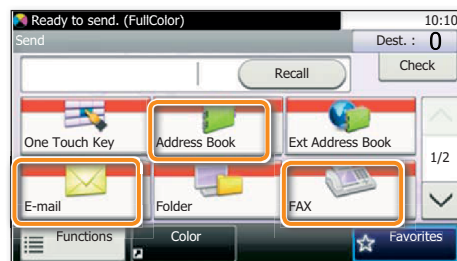 Ready to send. (FullColor) 10:10
Send Dest. : 0
Recall Check
One Touch Key Address Book Ext Address Book
1/2
E-mail Folder FAX
Functions Color Favorites